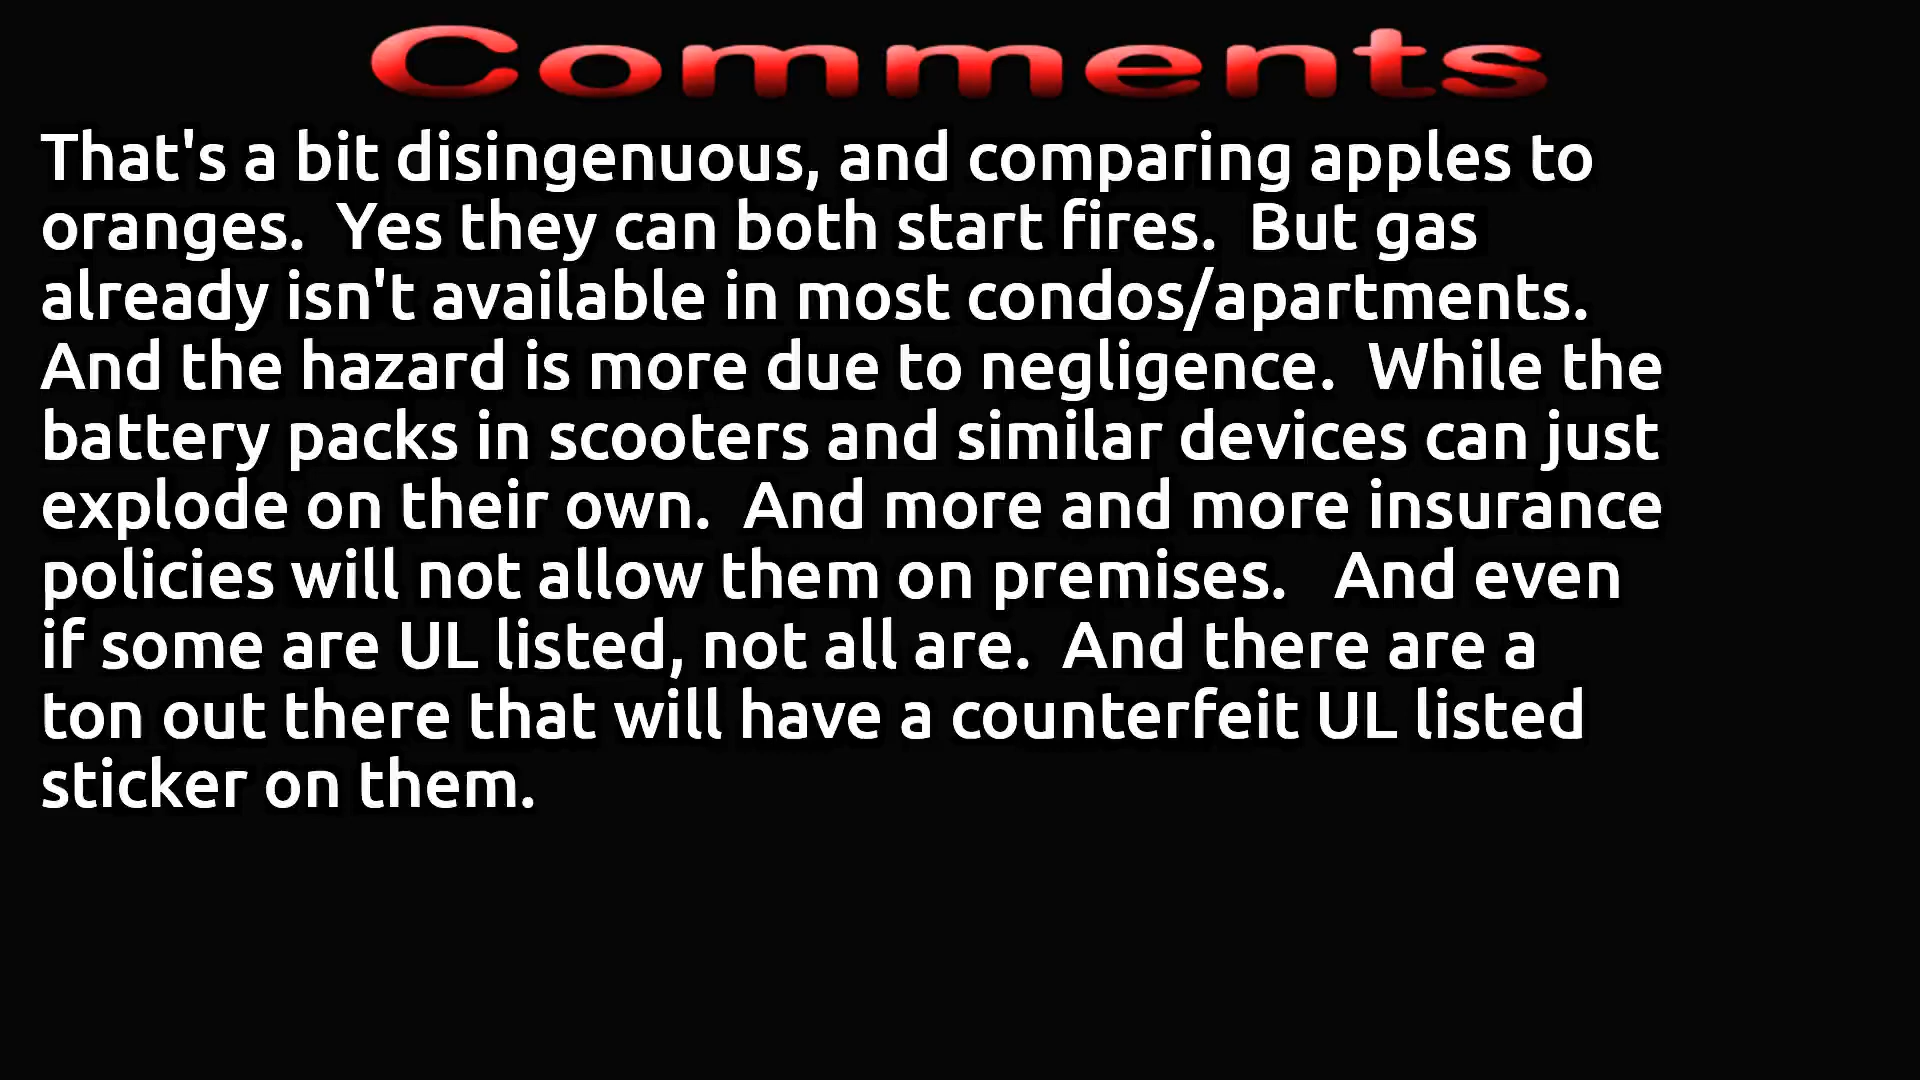 Comments
That's a bit disingenuous, and comparing apples to
oranges.  Yes they can both start fires.  But gas
already isn't available in most condos/apartments.
And the hazard is more due to negligence.  While the
battery packs in scooters and similar devices can just
explode on their own.  And more and more insurance
policies will not allow them on premises.   And even
if some are UL listed, not all are.  And there are a
ton out there that will have a counterfeit UL listed
sticker on them.